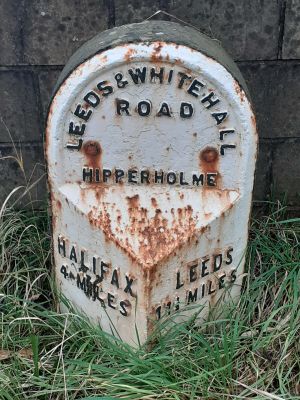 LEEDS & WHITEHALL
ROAD
HIPPERHOLME
HALIFAX
MILES
LEEDS
MILES